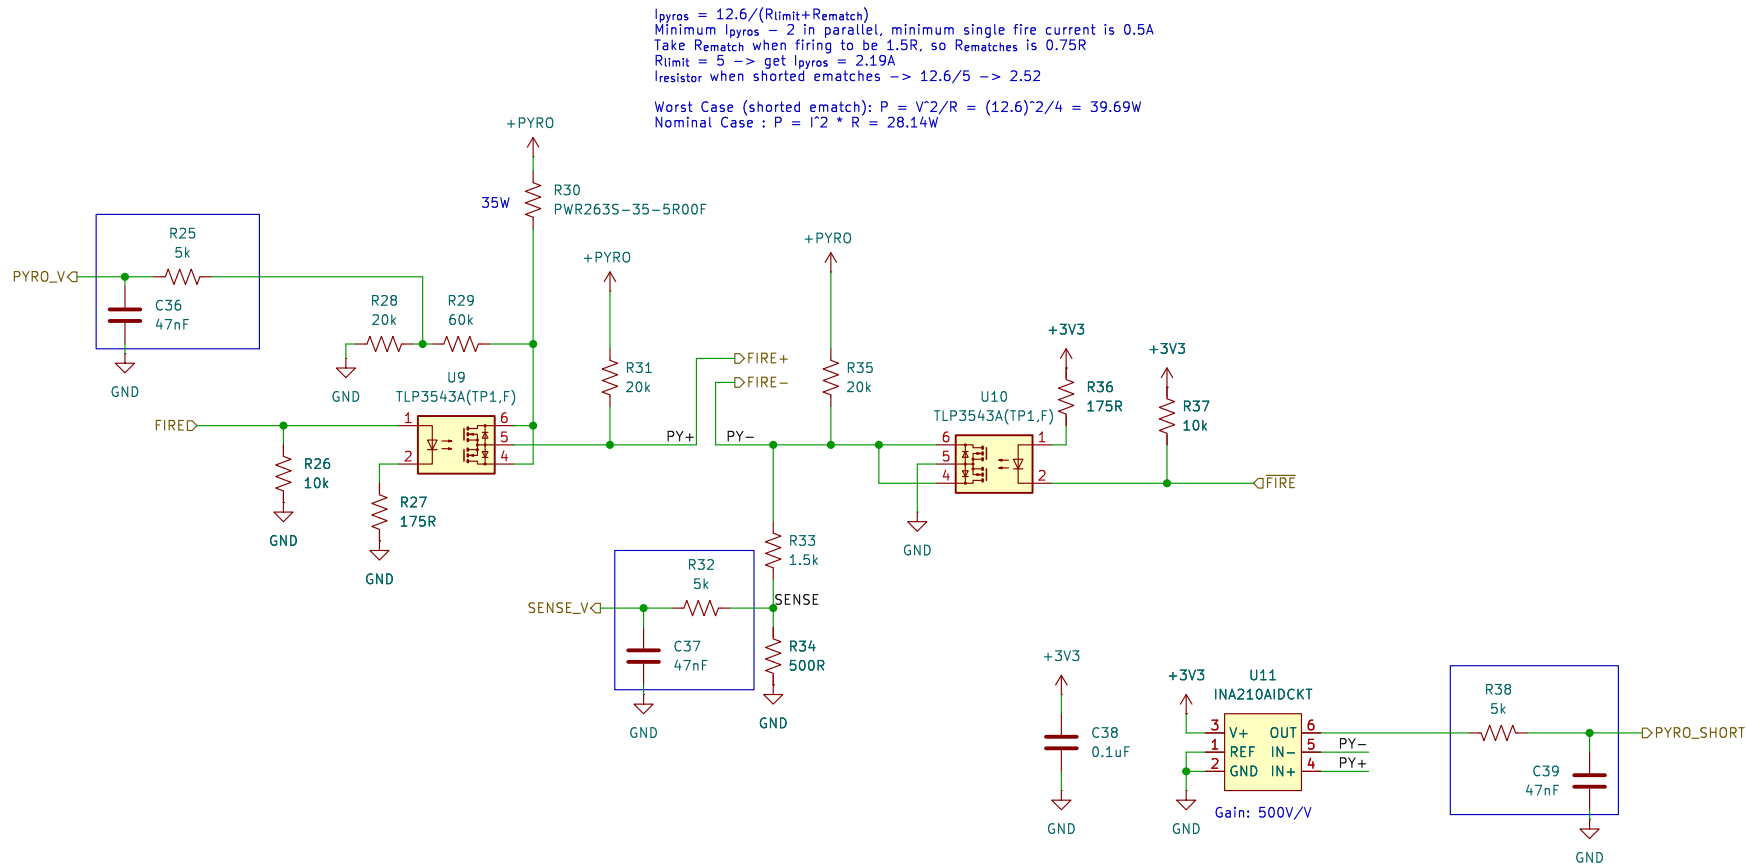 Ipyros = 12.6/(Rlimit+Rematch)
Minimum Ipyros - 2 in parallel, minimum single fire current is 0.5A
Take Rematch when firing to be 1.5R, so Rematches is 0.75R
Rlimit = 5 -> get Ipyros = 2.19A
Iresistor when shorted ematches -> 12.6/5 -> 2.52
Worst Case (shorted ematch): P = V^2/R = (12.6)^2/4 = 39.69W
Nominal Case : P = I^2 * R = 28.14W
+PYRO
35W
R30
PWR263S-35-5R00F
R25
5k
PYRO_V
C36
47nF
GND
R28
20k
R29
60k
GND
+PYRO
R31
20k
+PYRO
R35
20k
FIRE+
FIRE-
PY+
PY-
U9
TLP3543A(TP1,F)
FIRE
1
2
6
5
4
R26
10k
GND
R27
175R
GND
U10
TLP3543A(TP1,F)
6
5
4
1
2
GND
+3V3
R36
175R
+3V3
R37
10k
FIRE
R33
1.5k
SENSE
R32
5k
SENSE_V
C37
47nF
GND
R34
500R
GND
+3V3
C38
0.1uF
GND
+3V3
U11
INA210AIDCKT
3 V+ OUT 6
1 REF IN- 5 PY-
2 GND IN+ 4 PY+
GND
Gain: 500V/V
R38
5k
PYRO_SHORT
C39
47nF
GND